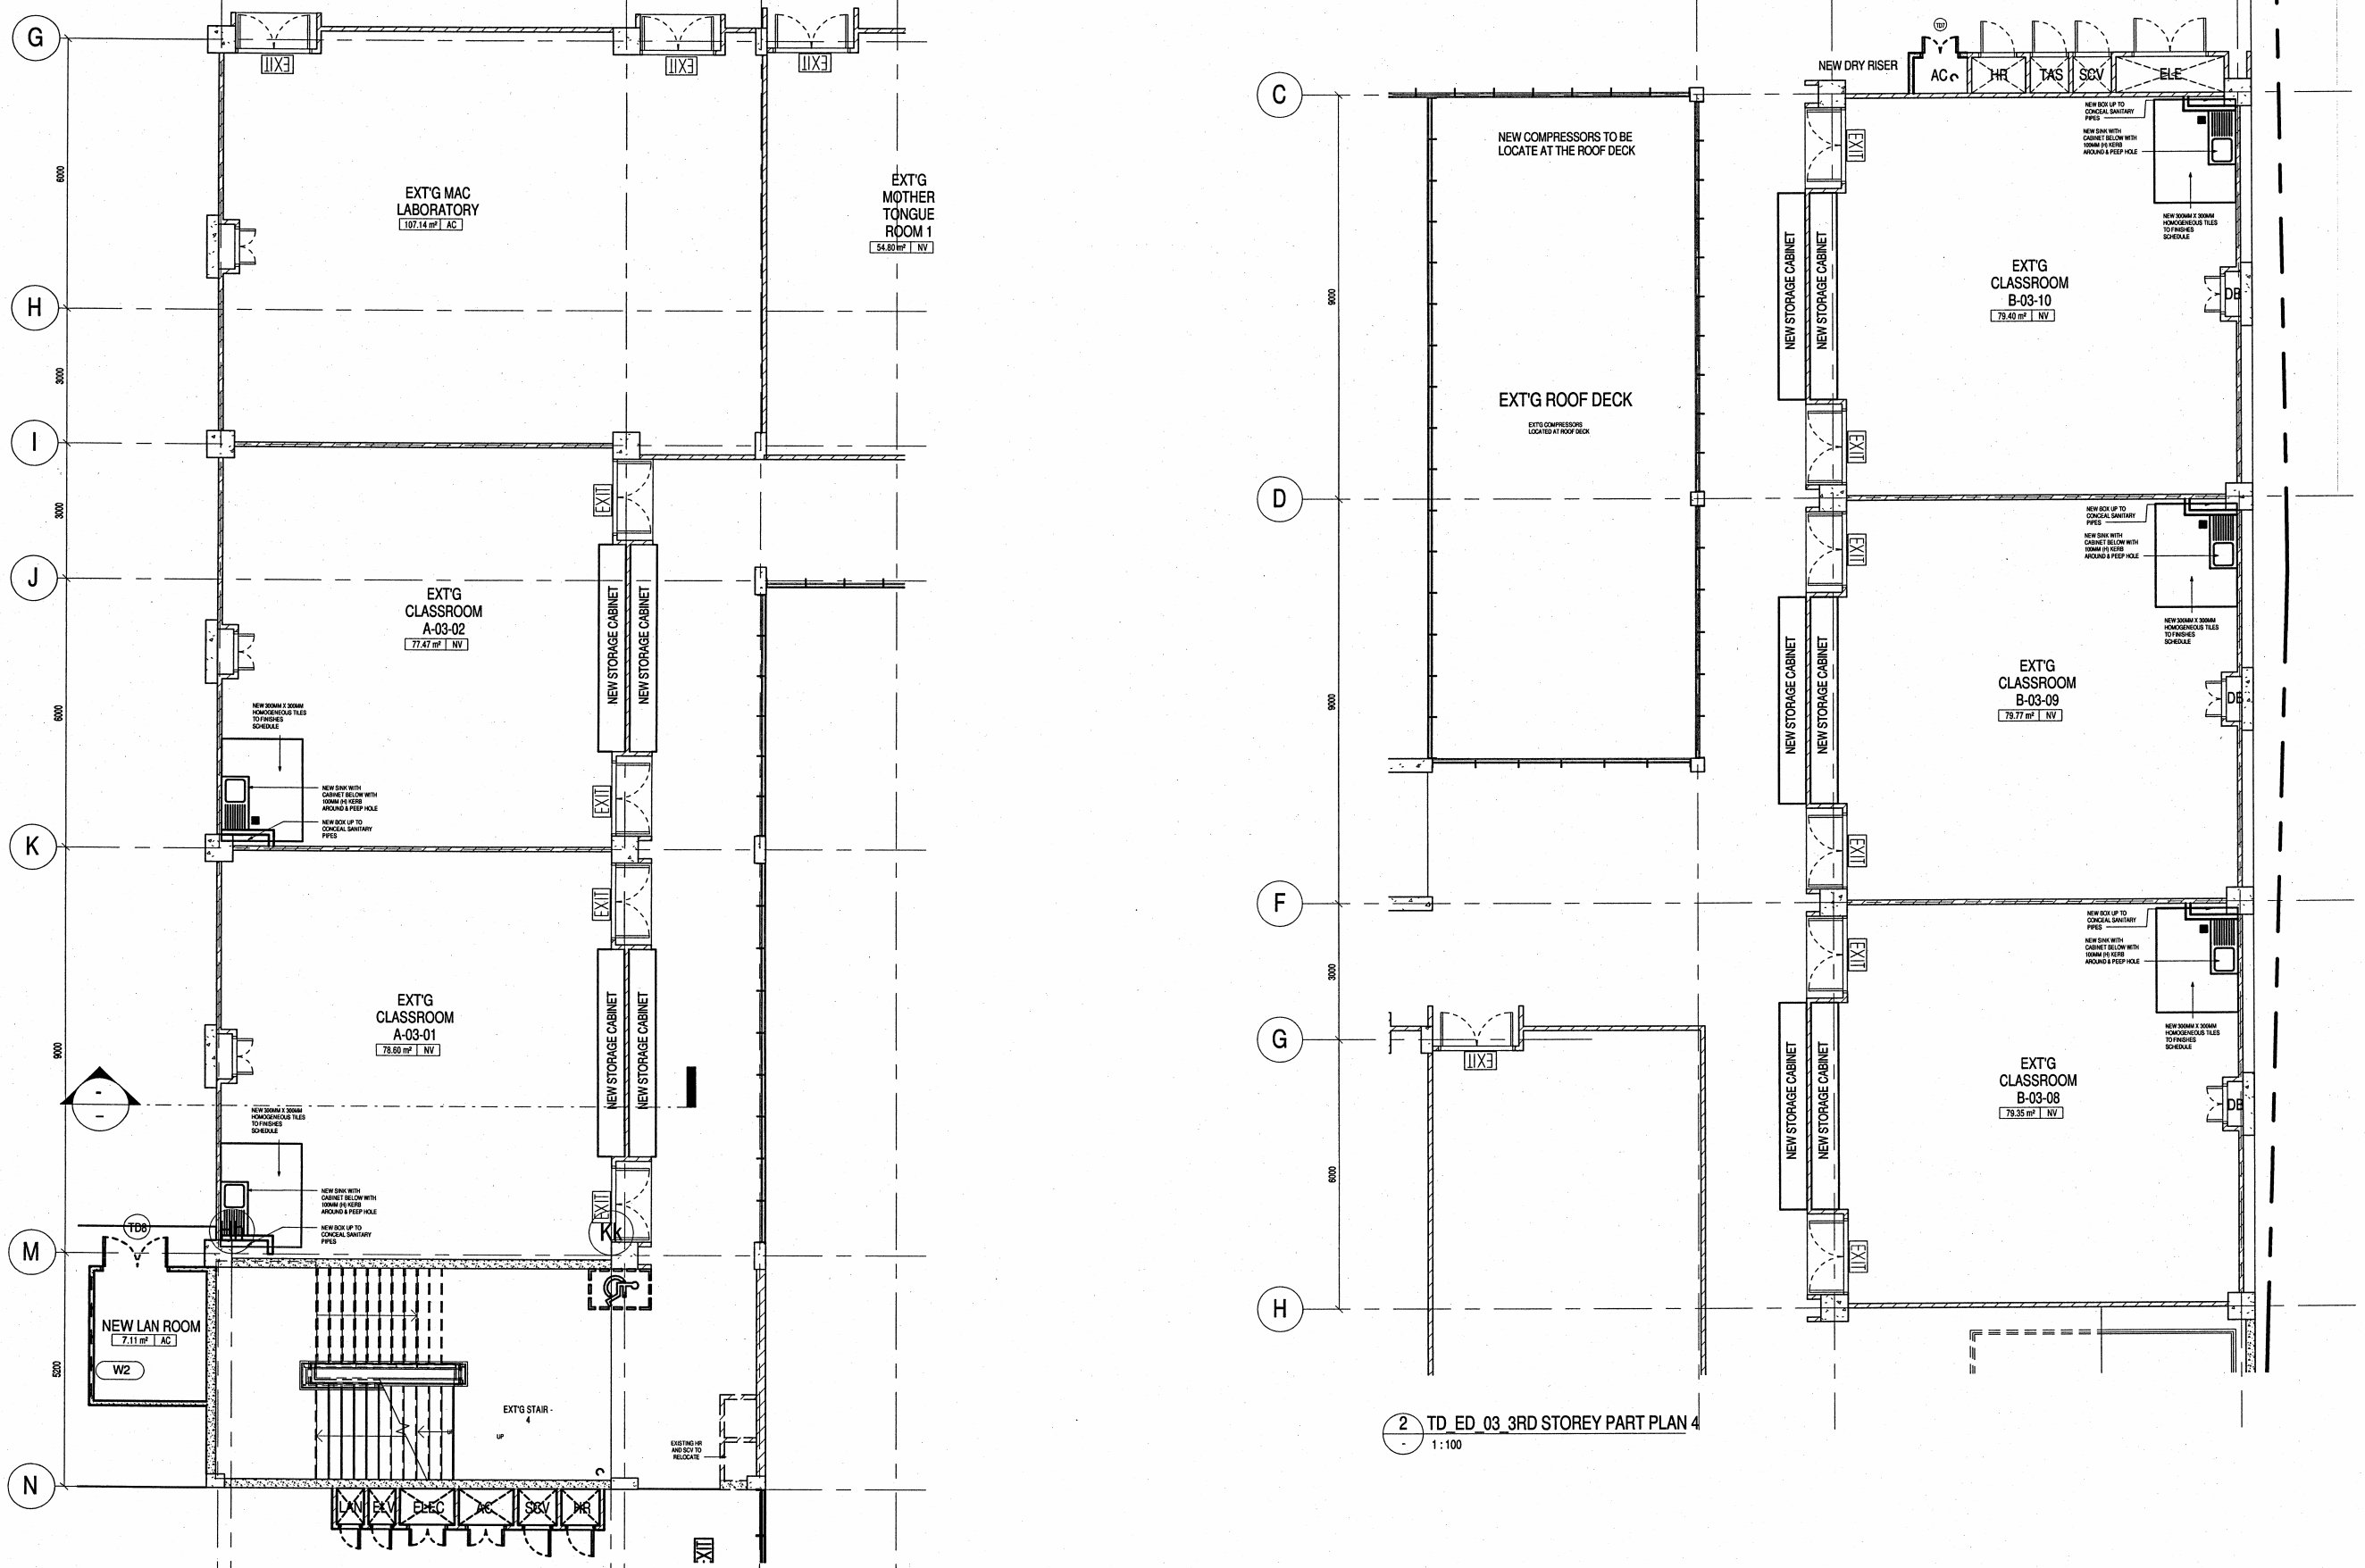 G
EXIT
EXIT
EXIT
6000
EXT'G MAC
LABORATORY
107.14 m² AC
EXT'G
MOTHER
TONGUE
ROOM 1
54.80 m² NV
H
3000
I
3000
EXIT
J
EXT'G
CLASSROOM
A-03-02
77.47 m² NV
NEW STORAGE CABINET
NEW STORAGE CABINET
6000
NEW 300MM X 300MM
HOMOGENEOUS TILES
TO FINISHES
SCHEDULE
NEW SINK WITH
CABINET BELOW WITH
100MM (H) KERB
AROUND & PEEP HOLE
NEW BOX UP TO
CONCEAL SANITARY
PIPES
EXIT
K
EXIT
EXT'G
CLASSROOM
A-03-01
78.60 m² NV
NEW STORAGE CABINET
NEW STORAGE CABINET
9000
-
-
NEW 300MM X 300MM
HOMOGENEOUS TILES
TO FINISHES
SCHEDULE
NEW SINK WITH
CABINET BELOW WITH
100MM (H) KERB
AROUND & PEEP HOLE
NEW BOX UP TO
CONCEAL SANITARY
PIPES
EXIT
TD8
Kk
M
NEW LAN ROOM
7.11 m² AC
W2
5200
EXT'G STAIR -
4
UP
EXISTING HR
AND SCV TO
RELOCATE
N
LAN
ELV
ELEC
AC
SCV
HR
EXIT
C
NEW COMPRESSORS TO BE
LOCATE AT THE ROOF DECK
9000
EXT'G ROOF DECK
EXT'G COMPRESSORS
LOCATED AT ROOF DECK
D
9000
F
3000
G
EXIT
6000
H
TD7
NEW DRY RISER
AC
HR
TAS
SCV
ELE
NEW BOX UP TO
CONCEAL SANITARY
PIPES
NEW SINK WITH
CABINET BELOW WITH
100MM (H) KERB
AROUND & PEEP HOLE
EXIT
NEW 300MM X 300MM
HOMOGENEOUS TILES
TO FINISHES
SCHEDULE
NEW STORAGE CABINET
NEW STORAGE CABINET
EXT'G
CLASSROOM
B-03-10
79.40 m² NV
DB
EXIT
NEW BOX UP TO
CONCEAL SANITARY
PIPES
NEW SINK WITH
CABINET BELOW WITH
100MM (H) KERB
AROUND & PEEP HOLE
EXIT
NEW 300MM X 300MM
HOMOGENEOUS TILES
TO FINISHES
SCHEDULE
NEW STORAGE CABINET
NEW STORAGE CABINET
EXT'G
CLASSROOM
B-03-09
79.77 m² NV
DB
EXIT
NEW BOX UP TO
CONCEAL SANITARY
PIPES
NEW SINK WITH
CABINET BELOW WITH
100MM (H) KERB
AROUND & PEEP HOLE
EXIT
NEW 300MM X 300MM
HOMOGENEOUS TILES
TO FINISHES
SCHEDULE
NEW STORAGE CABINET
NEW STORAGE CABINET
EXT'G
CLASSROOM
B-03-08
79.35 m² NV
DB
EXIT
2
-
TD_ED_03_3RD STOREY PART PLAN 4
1 : 100